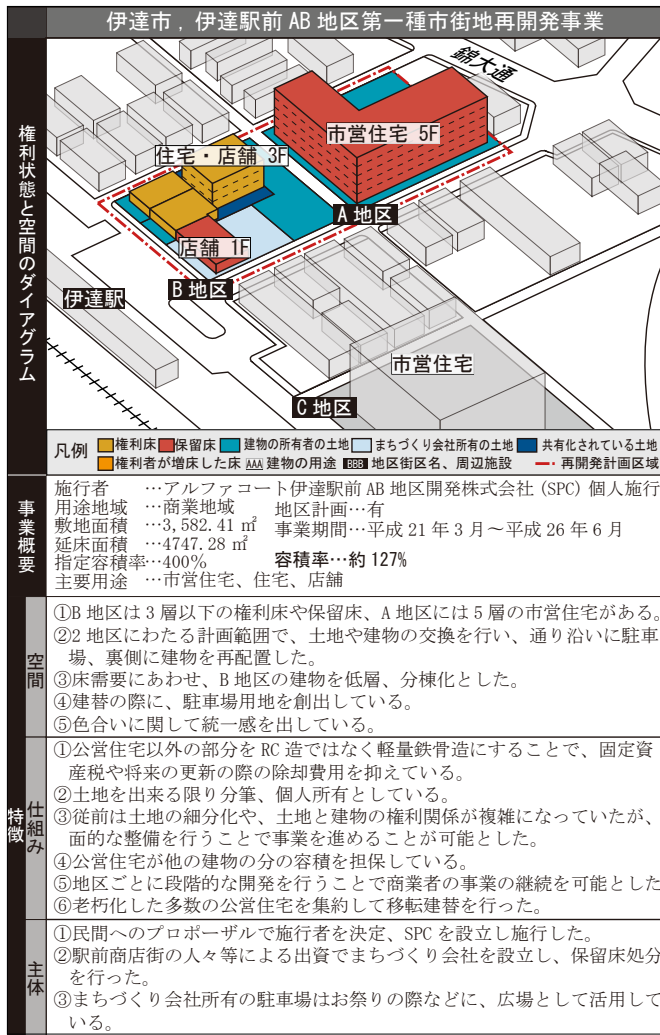 伊達市，伊達駅前 AB 地区第一種市街地再開発事業
権利状態と空間のダイアグラム
錦大通
市営住宅 5F
住宅・店舗 3F
A 地区
店舗 1F
B 地区
伊達駅
市営住宅
C 地区
凡例 権利床 保留床 建物の所有者の土地 まちづくり会社所有の土地 共有化されている土地
権利者が増床した床 AAA 建物の用途 BBB 地区街区名、周辺施設 再開発計画区域
事業概要
施行者 …アルファコート伊達駅前 AB 地区開発株式会社 (SPC) 個人施行
用途地域 …商業地域 地区計画…有
敷地面積 …3,582.41 ㎡ 事業期間…平成 21 年 3 月～平成 26 年 6 月
延床面積 …4747.28 ㎡
指定容積率…400% 容積率…約 127%
主要用途 …市営住宅、住宅、店舗
特徴
空間
①B 地区は 3 層以下の権利床や保留床、A 地区には 5 層の市営住宅がある。
②2 地区にわたる計画範囲で、土地や建物の交換を行い、通り沿いに駐車
場、裏側に建物を再配置した。
③床需要にあわせ、B 地区の建物を低層、分棟化とした。
④建替の際に、駐車場用地を創出している。
⑤色合いに関して統一感を出している。
仕組み
①公営住宅以外の部分を RC 造ではなく軽量鉄骨造にすることで、固定資
産税や将来の更新の際の除却費用を抑えている。
②土地を出来る限り分筆、個人所有としている。
③従前は土地の細分化や、土地と建物の権利関係が複雑になっていたが、
面的な整備を行うことで事業を進めることが可能とした。
④公営住宅が他の建物の分の容積を担保している。
⑤地区ごとに段階的な開発を行うことで商業者の事業の継続を可能とした
⑥老朽化した多数の公営住宅を集約して移転建替を行った。
主体
①民間へのプロポーザルで施行者を決定、SPC を設立し施行した。
②駅前商店街の人々等による出資でまちづくり会社を設立し、保留床処分
を行った。
③まちづくり会社所有の駐車場はお祭りの際などに、広場として活用して
いる。